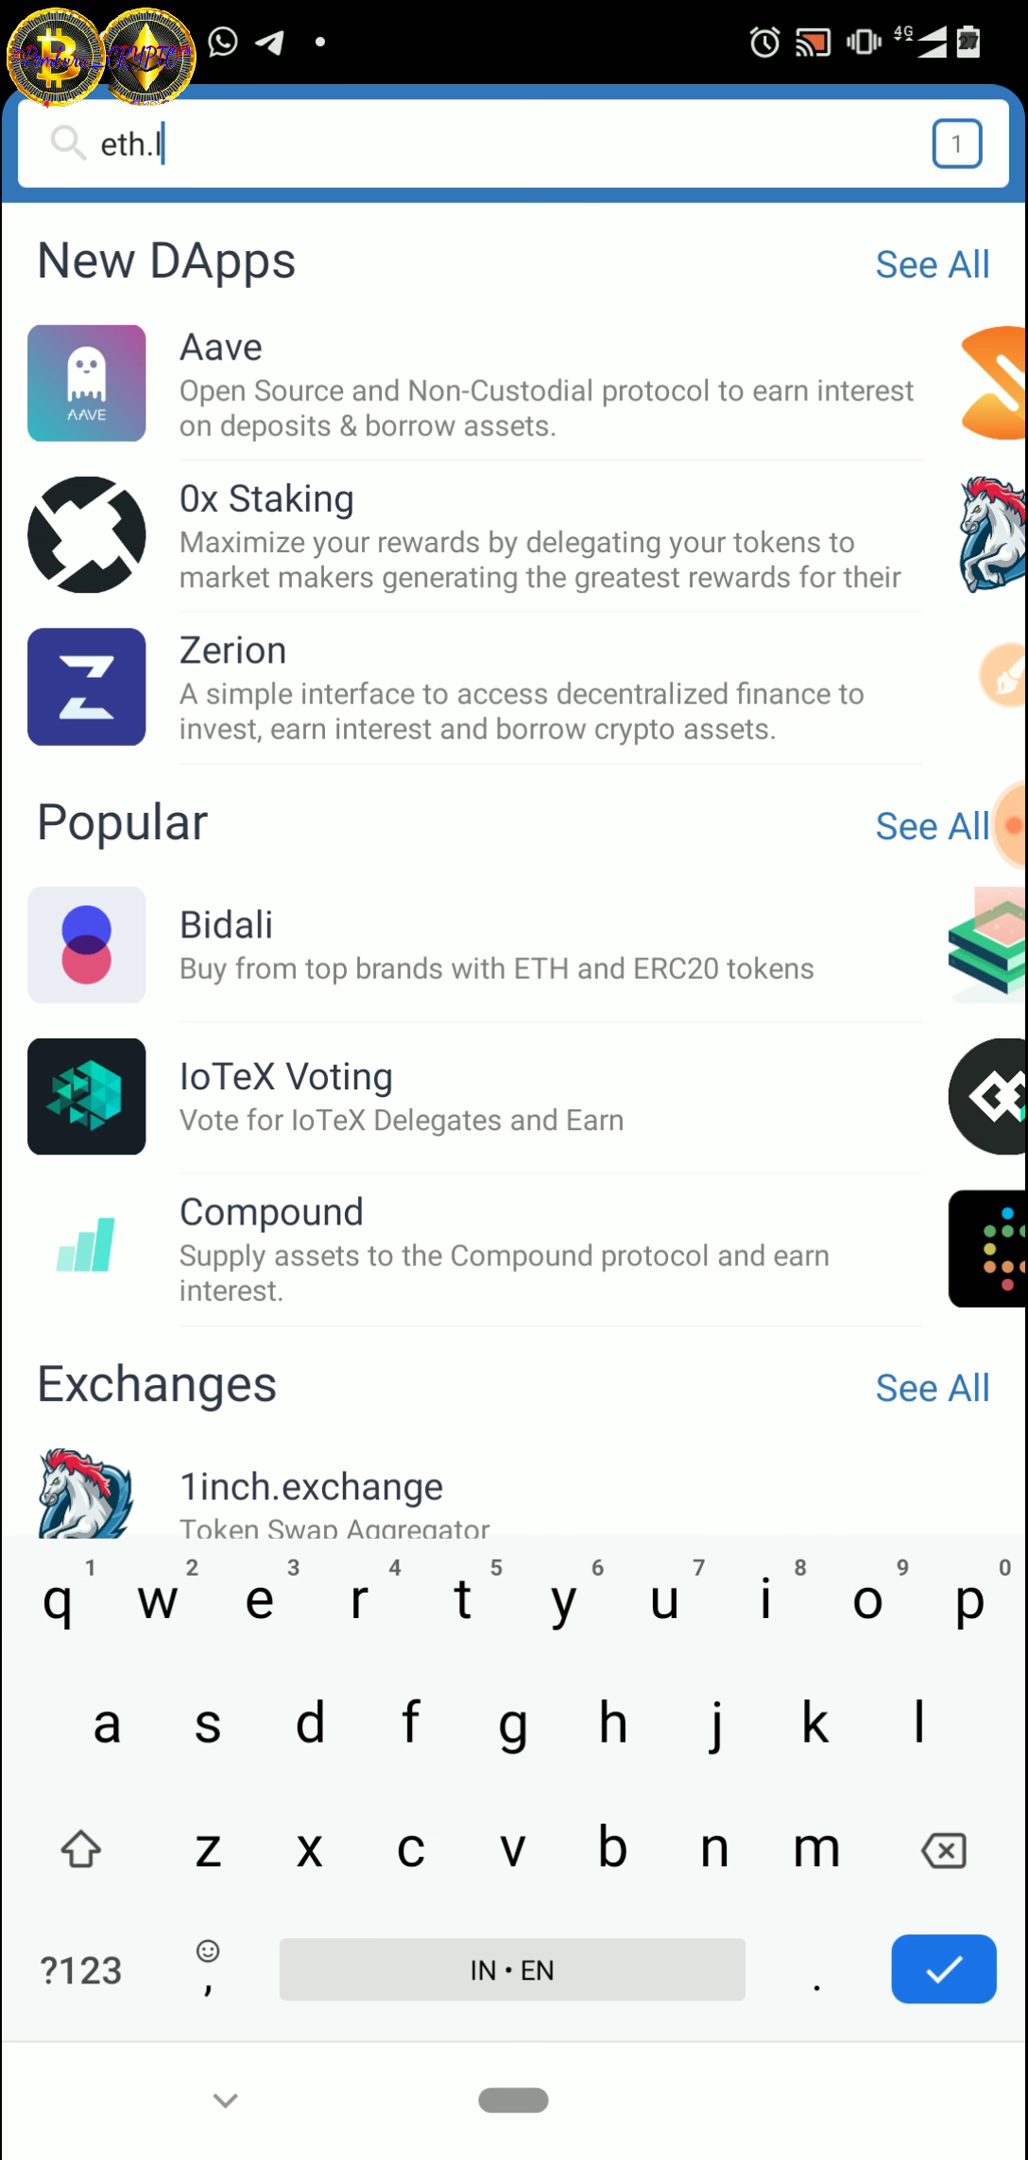 4G
27
eth.l
1
New DApps
See All
Aave
Open Source and Non-Custodial protocol to earn interest
on deposits & borrow assets.
AAVE
0x Staking
Maximize your rewards by delegating your tokens to
market makers generating the greatest rewards for their
Zerion
A simple interface to access decentralized finance to
invest, earn interest and borrow crypto assets.
Popular
See All
Bidali
Buy from top brands with ETH and ERC20 tokens
IoTeX Voting
Vote for IoTeX Delegates and Earn
Compound
Supply assets to the Compound protocol and earn
interest.
Exchanges
See All
1inch.exchange
Token Swap Aggregator
1 2 3 4 5 6 7 8 9 0
q w e r t y u i o p
a s d f g h j k l
z x c v b n m
?123 , IN • EN .